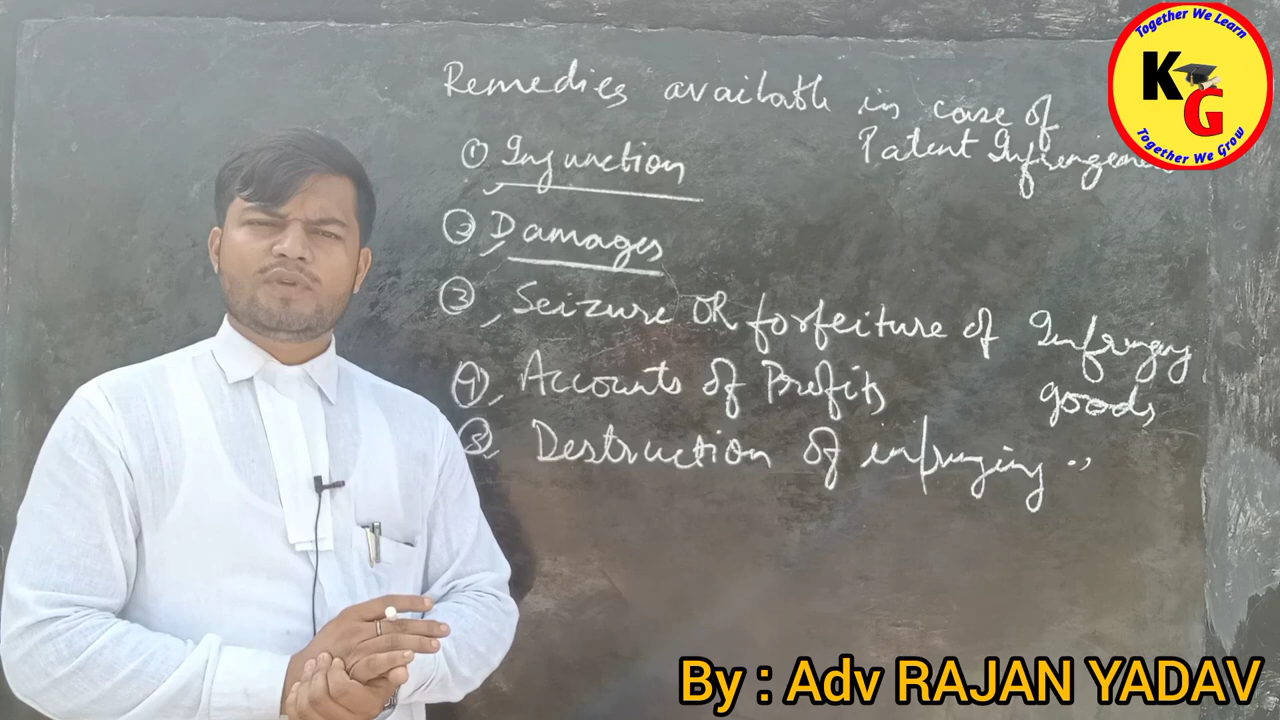 Remedies available in case of
Patent Infringement
① Injunction
② Damages
③ Seizure OR forfeiture of Infringing
goods
④ Accounts of Profits
⑤ Destruction of infringing "
Together We Learn
KG
Together We Grow
By : Adv RAJAN YADAV